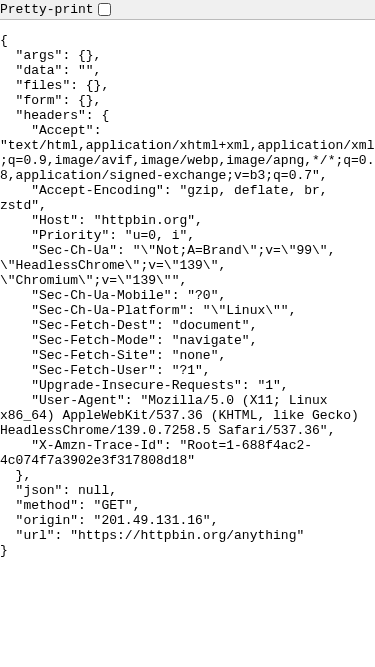 Pretty-print
{
  "args": {},
  "data": "",
  "files": {},
  "form": {},
  "headers": {
    "Accept":
"text/html,application/xhtml+xml,application/xml
;q=0.9,image/avif,image/webp,image/apng,*/*;q=0.
8,application/signed-exchange;v=b3;q=0.7",
    "Accept-Encoding": "gzip, deflate, br,
zstd",
    "Host": "httpbin.org",
    "Priority": "u=0, i",
    "Sec-Ch-Ua": "\"Not;A=Brand\";v=\"99\",
\"HeadlessChrome\";v=\"139\",
\"Chromium\";v=\"139\"",
    "Sec-Ch-Ua-Mobile": "?0",
    "Sec-Ch-Ua-Platform": "\"Linux\"",
    "Sec-Fetch-Dest": "document",
    "Sec-Fetch-Mode": "navigate",
    "Sec-Fetch-Site": "none",
    "Sec-Fetch-User": "?1",
    "Upgrade-Insecure-Requests": "1",
    "User-Agent": "Mozilla/5.0 (X11; Linux
x86_64) AppleWebKit/537.36 (KHTML, like Gecko)
HeadlessChrome/139.0.7258.5 Safari/537.36",
    "X-Amzn-Trace-Id": "Root=1-688f4ac2-
4c074f7a3902e3f317808d18"
  },
  "json": null,
  "method": "GET",
  "origin": "201.49.131.16",
  "url": "https://httpbin.org/anything"
}